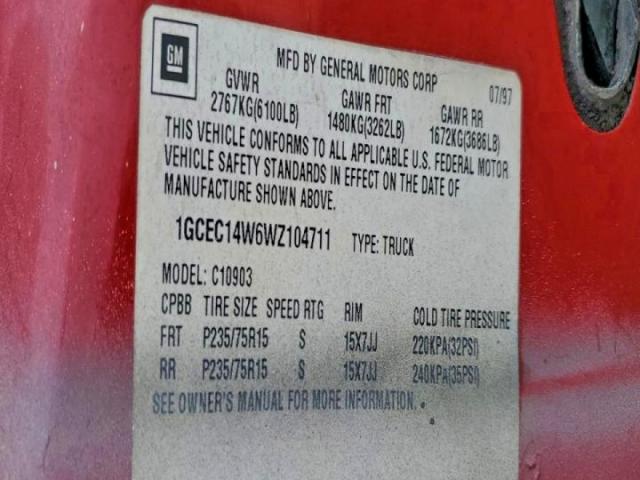 GM
MFD BY GENERAL MOTORS CORP
07/97
GVWR GAWR FRT GAWR RR
2767KG(6100LB) 1480KG(3262LB) 1672KG(3686LB)
THIS VEHICLE CONFORMS TO ALL APPLICABLE U.S. FEDERAL MOTOR
VEHICLE SAFETY STANDARDS IN EFFECT ON THE DATE OF
MANUFACTURE SHOWN ABOVE.
1GCEC14W6WZ104711 TYPE: TRUCK
MODEL: C10903
CPBB TIRE SIZE SPEED RTG RIM COLD TIRE PRESSURE
FRT P235/75R15 S 15X7JJ 220KPA(32PSI)
RR P235/75R15 S 15X7JJ 240KPA(35PSI)
SEE OWNER'S MANUAL FOR MORE INFORMATION.